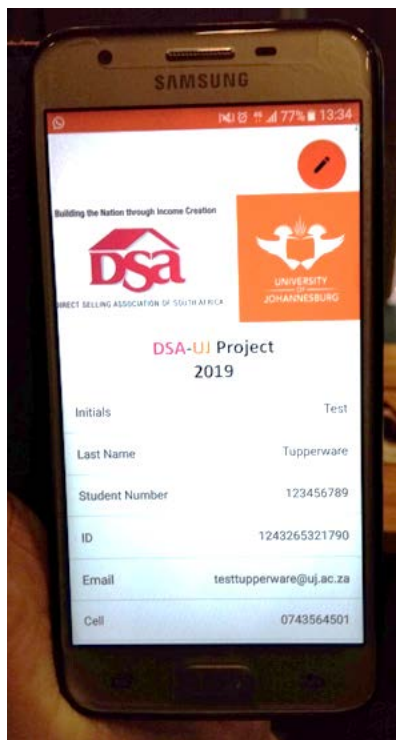 SAMSUNG
77% 13:34
Building the Nation through Income Creation
DSa
DIRECT SELLING ASSOCIATION OF SOUTH AFRICA
UNIVERSITY
OF
JOHANNESBURG
DSA-UJ Project
2019
Initials Test
Last Name Tupperware
Student Number 123456789
ID 1243265321790
Email testtupperware@uj.ac.za
Cell 0743564501